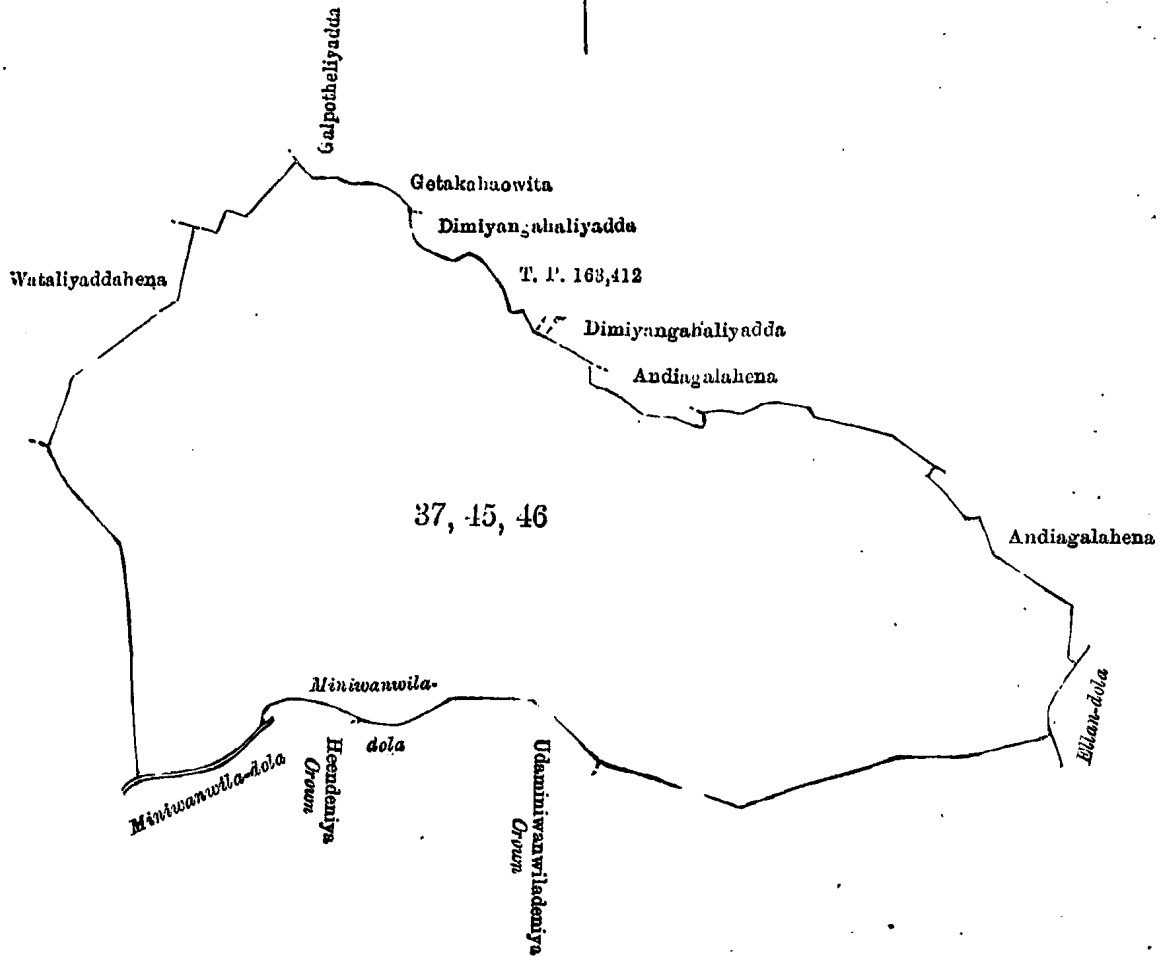 Galpotheliyadda
Getakahaowita
Dimiyangahaliyadda
Wataliyaddahena
T. P. 163,412
Dimiyangahaliyadda
Andiagalahena
37, 45, 46
Andiagalahena
Miniwanwila-
dola
Ellan-dola
Miniwanwila-dola
Heendeniya
Crown
Udaminiwanwiladeniya
Crown